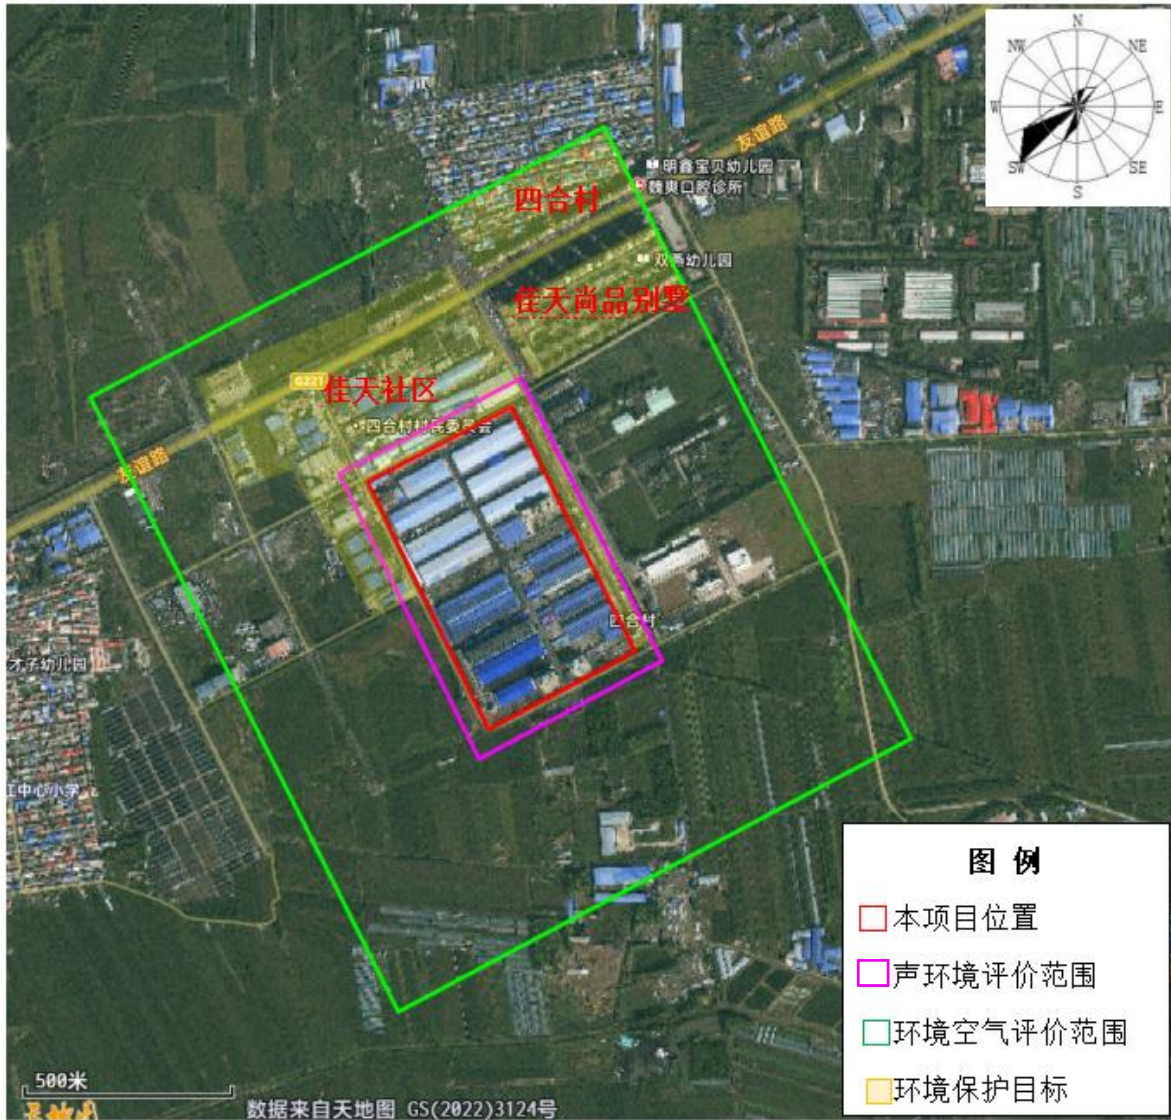 N
NW
NE
W
E
SW
SE
S
友谊路
明鑫宝贝幼儿园
魏爽口腔诊所
四合村
双燕幼儿园
佳天尚品别墅
G221
佳天社区
四合村村民委员会
友谊路
四合村
才子幼儿园
江中心小学
图 例
本项目位置
声环境评价范围
环境空气评价范围
环境保护目标
500米
天地图
数据来自天地图 GS(2022)3124号